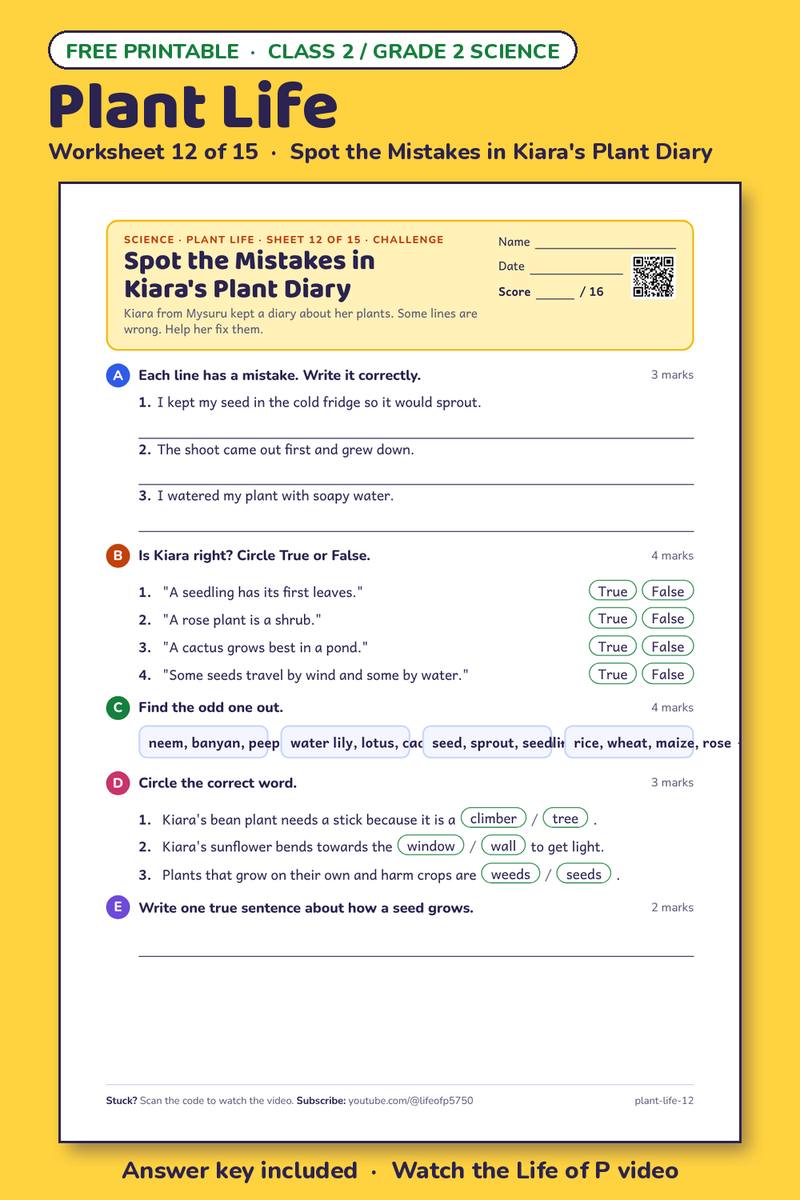 FREE PRINTABLE · CLASS 2 / GRADE 2 SCIENCE
Plant Life
Worksheet 12 of 15 · Spot the Mistakes in Kiara's Plant Diary
SCIENCE · PLANT LIFE · SHEET 12 OF 15 · CHALLENGE
Spot the Mistakes in
Kiara's Plant Diary
Kiara from Mysuru kept a diary about her plants. Some lines are
wrong. Help her fix them.
Name
Date
Score / 16
A Each line has a mistake. Write it correctly. 3 marks
1. I kept my seed in the cold fridge so it would sprout.
2. The shoot came out first and grew down.
3. I watered my plant with soapy water.
B Is Kiara right? Circle True or False. 4 marks
1. "A seedling has its first leaves." True False
2. "A rose plant is a shrub." True False
3. "A cactus grows best in a pond." True False
4. "Some seeds travel by wind and some by water." True False
C Find the odd one out. 4 marks
neem, banyan, peep water lily, lotus, cac seed, sprout, seedlin rice, wheat, maize, rose
D Circle the correct word. 3 marks
1. Kiara's bean plant needs a stick because it is a climber / tree .
2. Kiara's sunflower bends towards the window / wall to get light.
3. Plants that grow on their own and harm crops are weeds / seeds .
E Write one true sentence about how a seed grows. 2 marks
Stuck? Scan the code to watch the video. Subscribe: youtube.com/@lifeofp5750 plant-life-12
Answer key included · Watch the Life of P video